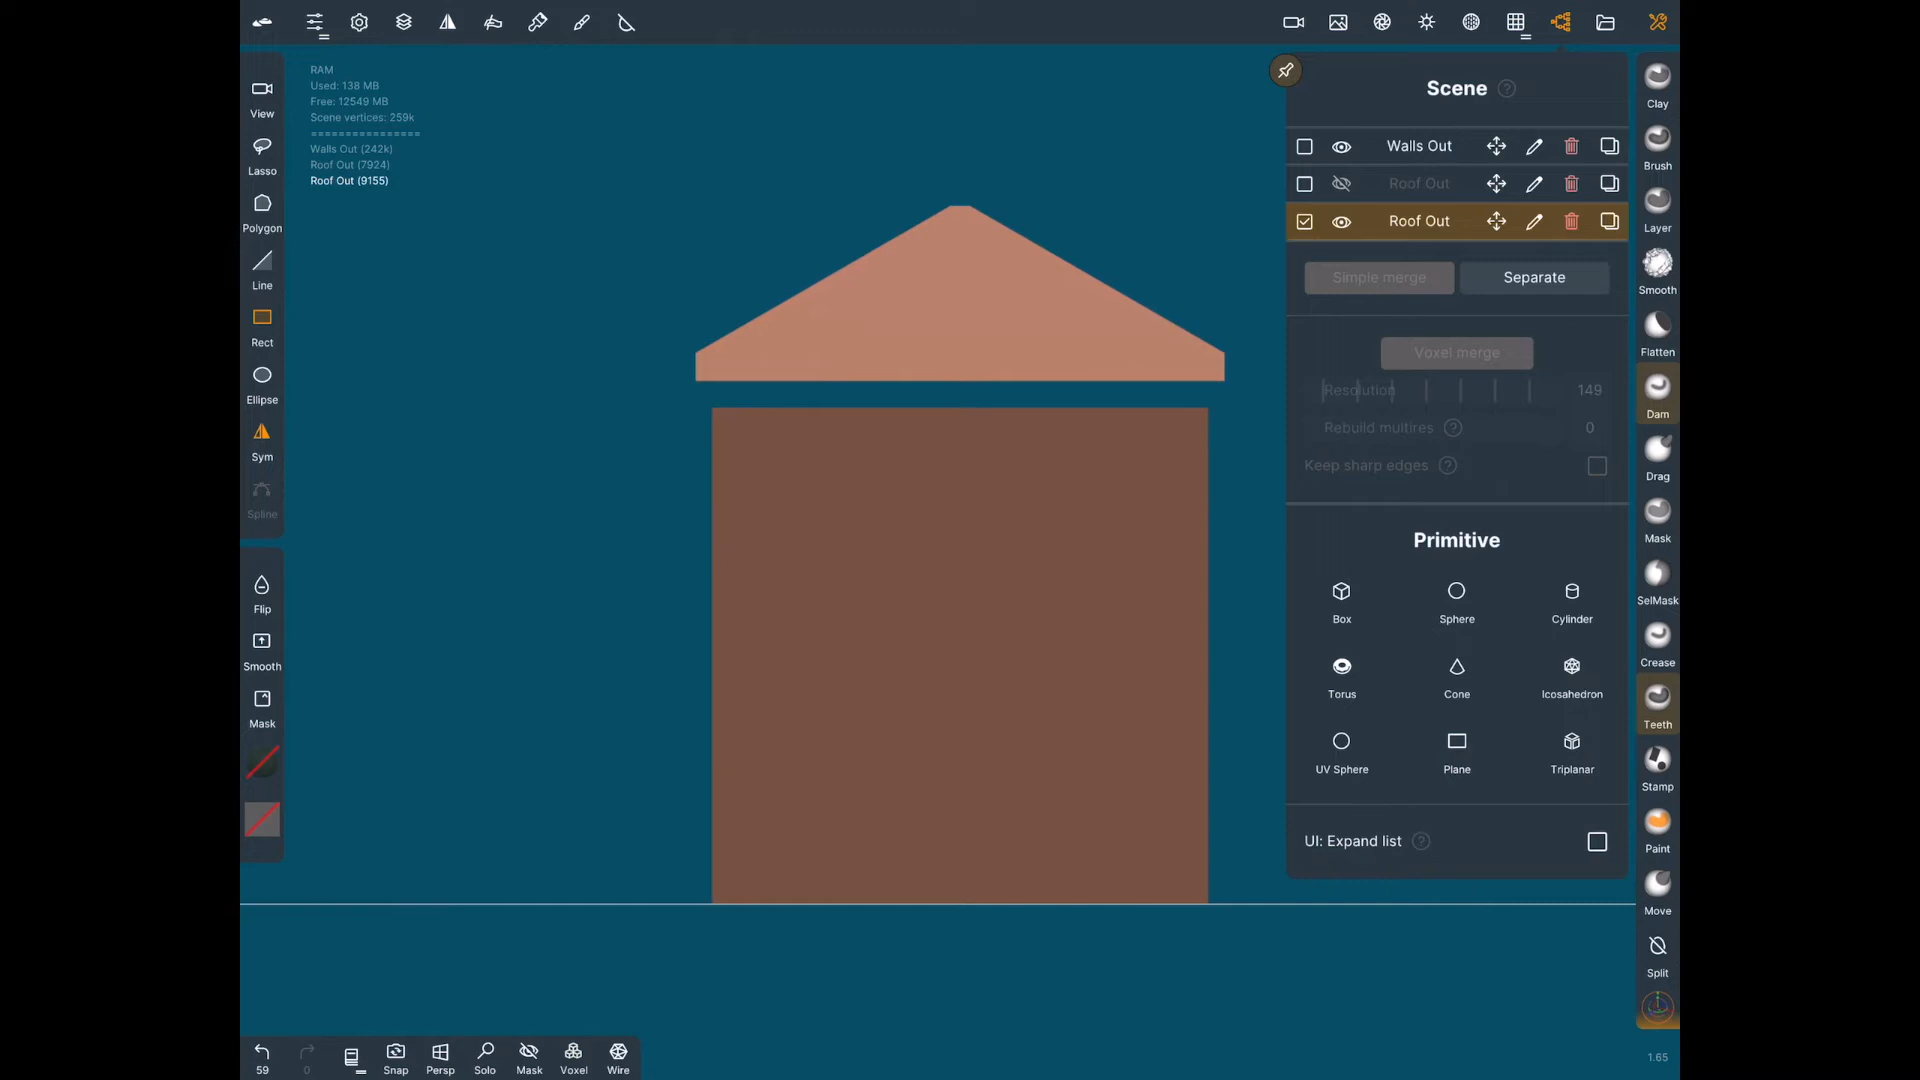 RAM
Used: 138 MB
Free: 12549 MB
Scene vertices: 259k
================
Walls Out (242k)
Roof Out (7924)
Roof Out (9155)
View
Lasso
Polygon
Line
Rect
Ellipse
Sym
Spline
Flip
Smooth
Mask
Scene ?
Walls Out
Roof Out
Roof Out
Simple merge Separate
Voxel merge
Resolution 149
Rebuild multires ? 0
Keep sharp edges ?
Primitive
Box Sphere Cylinder
Torus Cone Icosahedron
UV Sphere Plane Triplanar
UI: Expand list ?
Clay
Brush
Layer
Smooth
Flatten
Dam
Drag
Mask
SelMask
Crease
Teeth
Stamp
Paint
Move
Split
59 0 Snap Persp Solo Mask Voxel Wire
1.65